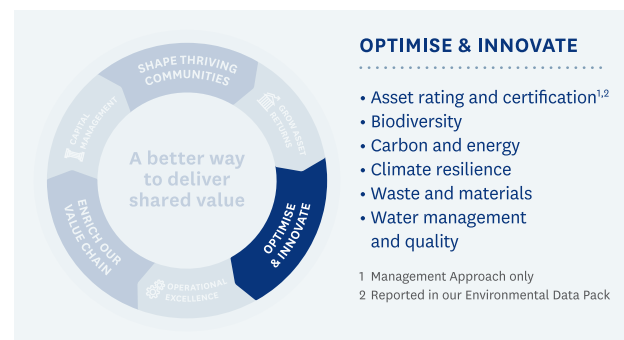 SHAPE THRIVING
COMMUNITIES
GROW ASSET
RETURNS
OPTIMISE
& INNOVATE
OPERATIONAL
EXCELLENCE
ENRICH OUR
VALUE CHAIN
CAPITAL
MANAGEMENT
A better way
to deliver
shared value
OPTIMISE & INNOVATE
• Asset rating and certification1,2
• Biodiversity
• Carbon and energy
• Climate resilience
• Waste and materials
• Water management
and quality
1 Management Approach only
2 Reported in our Environmental Data Pack